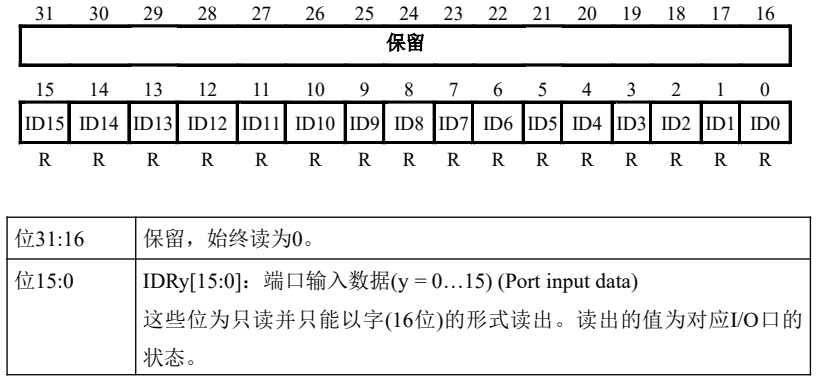 31 30 29 28 27 26 25 24 23 22 21 20 19 18 17 16
保留
15 14 13 12 11 10 9 8 7 6 5 4 3 2 1 0
ID15 ID14 ID13 ID12 ID11 ID10 ID9 ID8 ID7 ID6 ID5 ID4 ID3 ID2 ID1 ID0
R R R R R R R R R R R R R R R R
位31:16 保留，始终读为0。
位15:0 IDRy[15:0]：端口输入数据(y = 0…15) (Port input data)
这些位为只读并只能以字(16位)的形式读出。读出的值为对应I/O口的
状态。